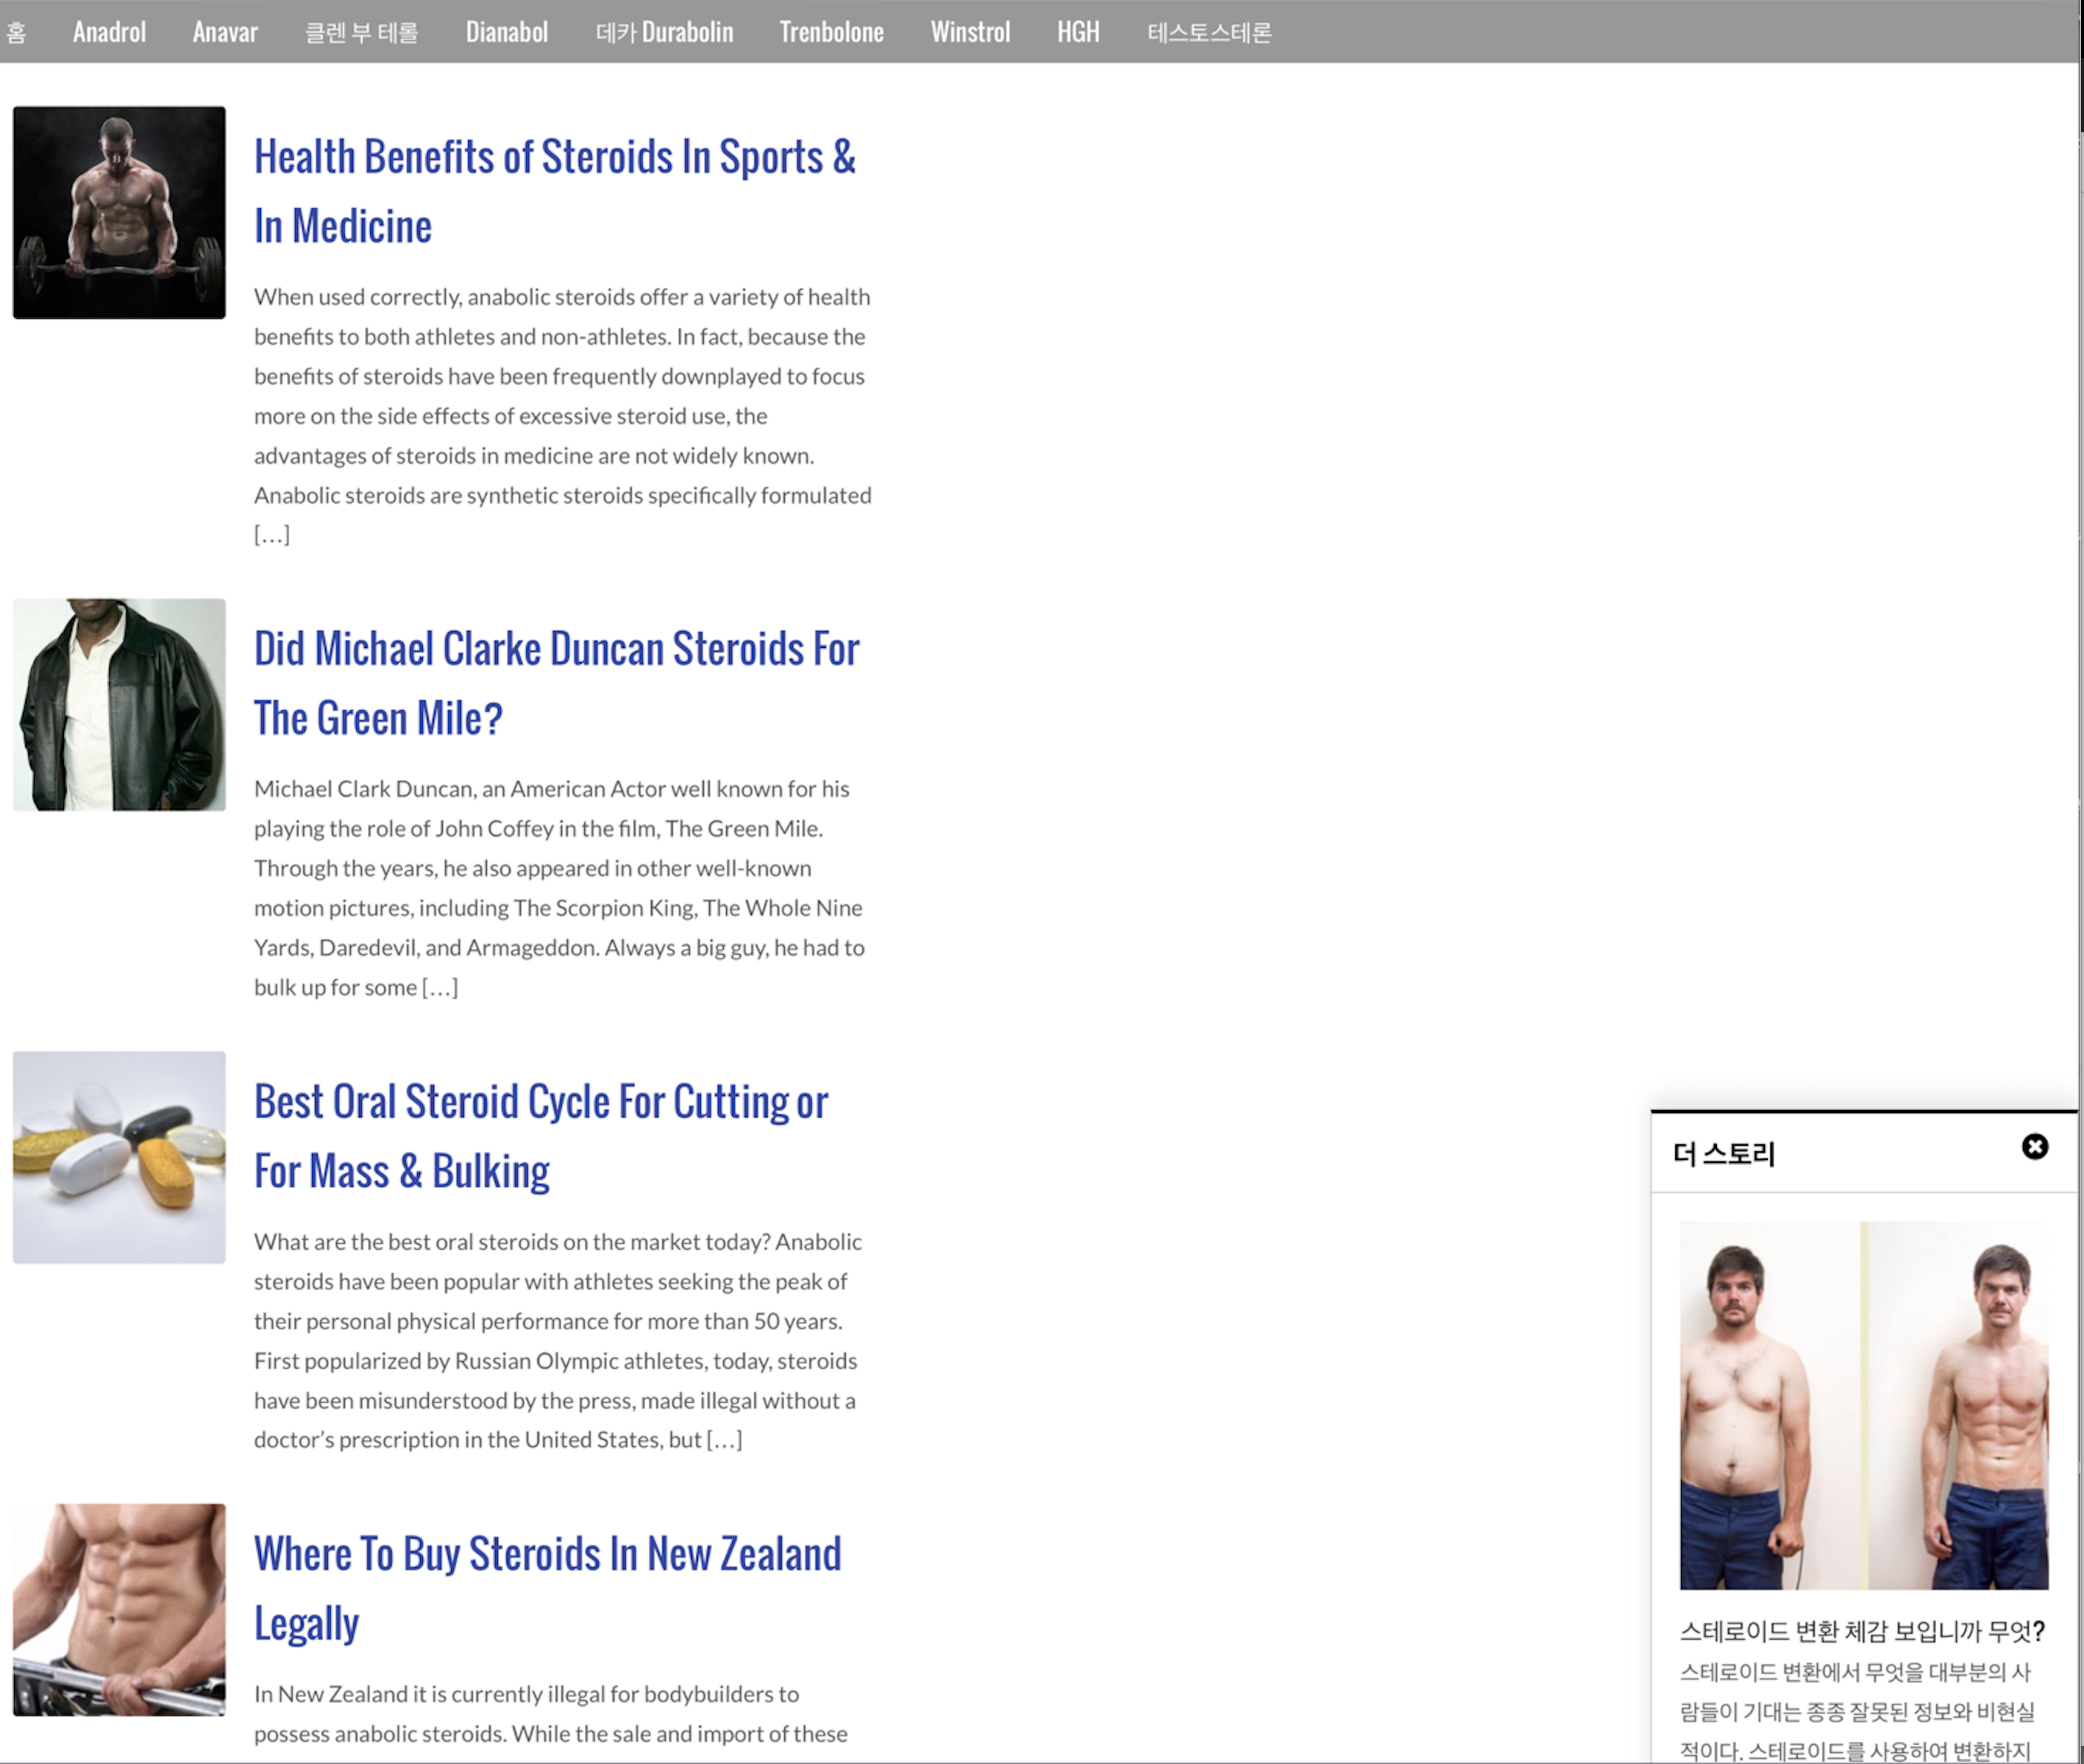 홈 Anadrol Anavar 클렌 부 테롤 Dianabol 데카 Durabolin Trenbolone Winstrol HGH 테스토스테론
Health Benefits of Steroids In Sports &
In Medicine
When used correctly, anabolic steroids offer a variety of health
benefits to both athletes and non-athletes. In fact, because the
benefits of steroids have been frequently downplayed to focus
more on the side effects of excessive steroid use, the
advantages of steroids in medicine are not widely known.
Anabolic steroids are synthetic steroids specifically formulated
[…]
Did Michael Clarke Duncan Steroids For
The Green Mile?
Michael Clark Duncan, an American Actor well known for his
playing the role of John Coffey in the film, The Green Mile.
Through the years, he also appeared in other well-known
motion pictures, including The Scorpion King, The Whole Nine
Yards, Daredevil, and Armageddon. Always a big guy, he had to
bulk up for some […]
Best Oral Steroid Cycle For Cutting or
For Mass & Bulking
What are the best oral steroids on the market today? Anabolic
steroids have been popular with athletes seeking the peak of
their personal physical performance for more than 50 years.
First popularized by Russian Olympic athletes, today, steroids
have been misunderstood by the press, made illegal without a
doctor’s prescription in the United States, but […]
Where To Buy Steroids In New Zealand
Legally
In New Zealand it is currently illegal for bodybuilders to
possess anabolic steroids. While the sale and import of these
더 스토리
스테로이드 변환 체감 보입니까 무엇?
스테로이드 변환에서 무엇을 대부분의 사
람들이 기대는 종종 잘못된 정보와 비현실
적이다. 스테로이드를 사용하여 변환하지